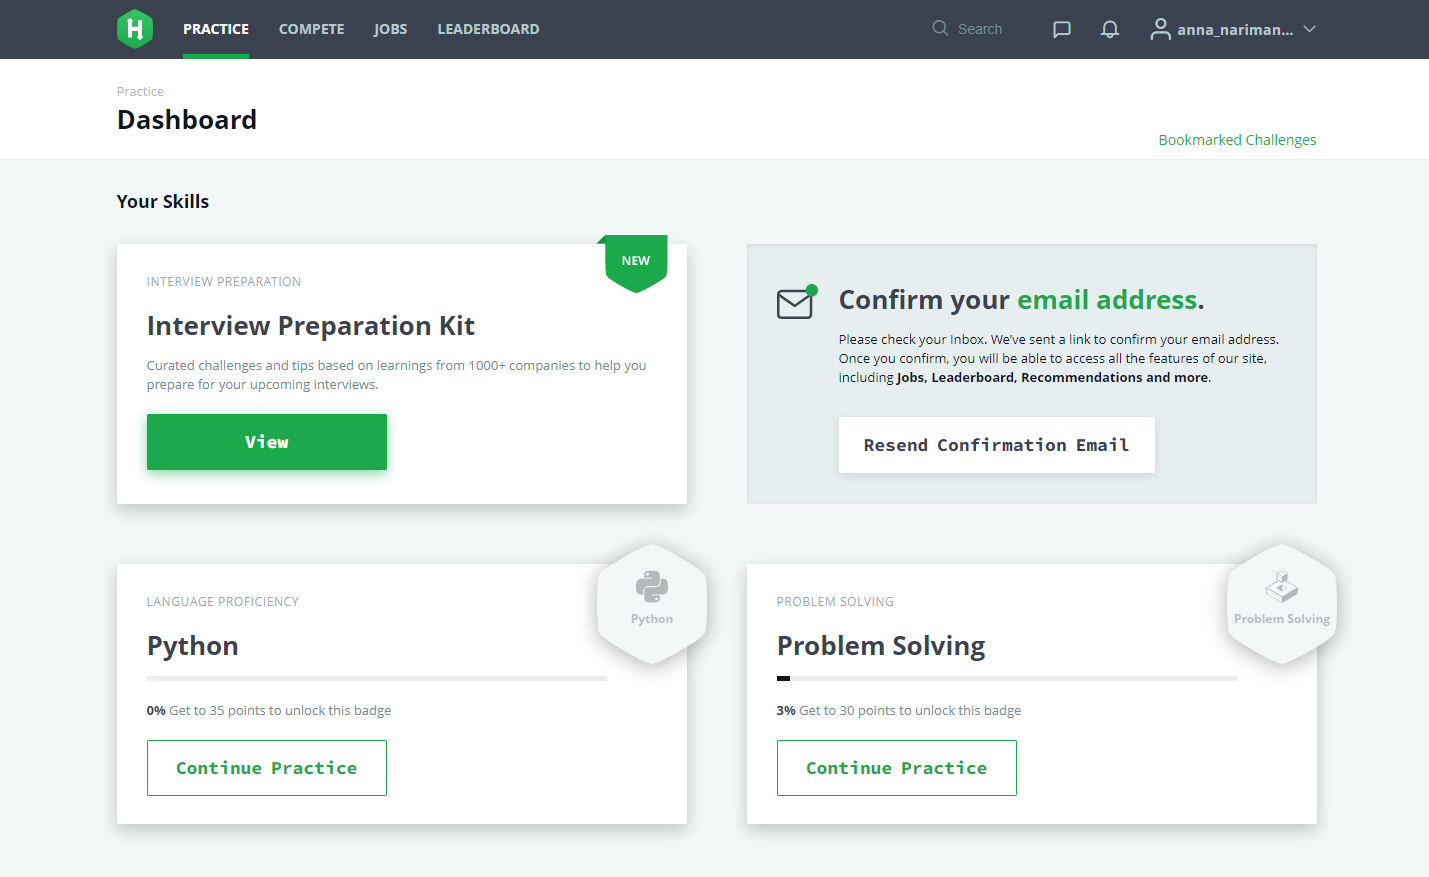 H
PRACTICE COMPETE JOBS LEADERBOARD Search anna_nariman...
Practice
Dashboard
Bookmarked Challenges
Your Skills
NEW
INTERVIEW PREPARATION
Interview Preparation Kit
Curated challenges and tips based on learnings from 1000+ companies to help you
prepare for your upcoming interviews.
View
Confirm your email address.
Please check your Inbox. We’ve sent a link to confirm your email address.
Once you confirm, you will be able to access all the features of our site,
including Jobs, Leaderboard, Recommendations and more.
Resend Confirmation Email
LANGUAGE PROFICIENCY
Python
Python
0% Get to 35 points to unlock this badge
Continue Practice
PROBLEM SOLVING
Problem Solving
Problem Solving
3% Get to 30 points to unlock this badge
Continue Practice